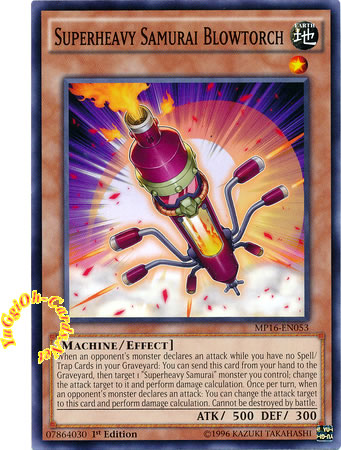 SUPERHEAVY SAMURAI BLOWTORCH
EARTH
地
YuGiOh-Cards.Net
MP16-EN053
[MACHINE/EFFECT]
When an opponent's monster declares an attack while you have no Spell/
Trap Cards in your Graveyard: You can send this card from your hand to the
Graveyard, then target 1 "Superheavy Samurai" monster you control; change
the attack target to it and perform damage calculation. Once per turn, when
an opponent's monster declares an attack: You can change the attack target
to this card and perform damage calculation. Cannot be destroyed by battle.
ATK/ 500 DEF/ 300
07864030 1st Edition
©1996 KAZUKI TAKAHASHI